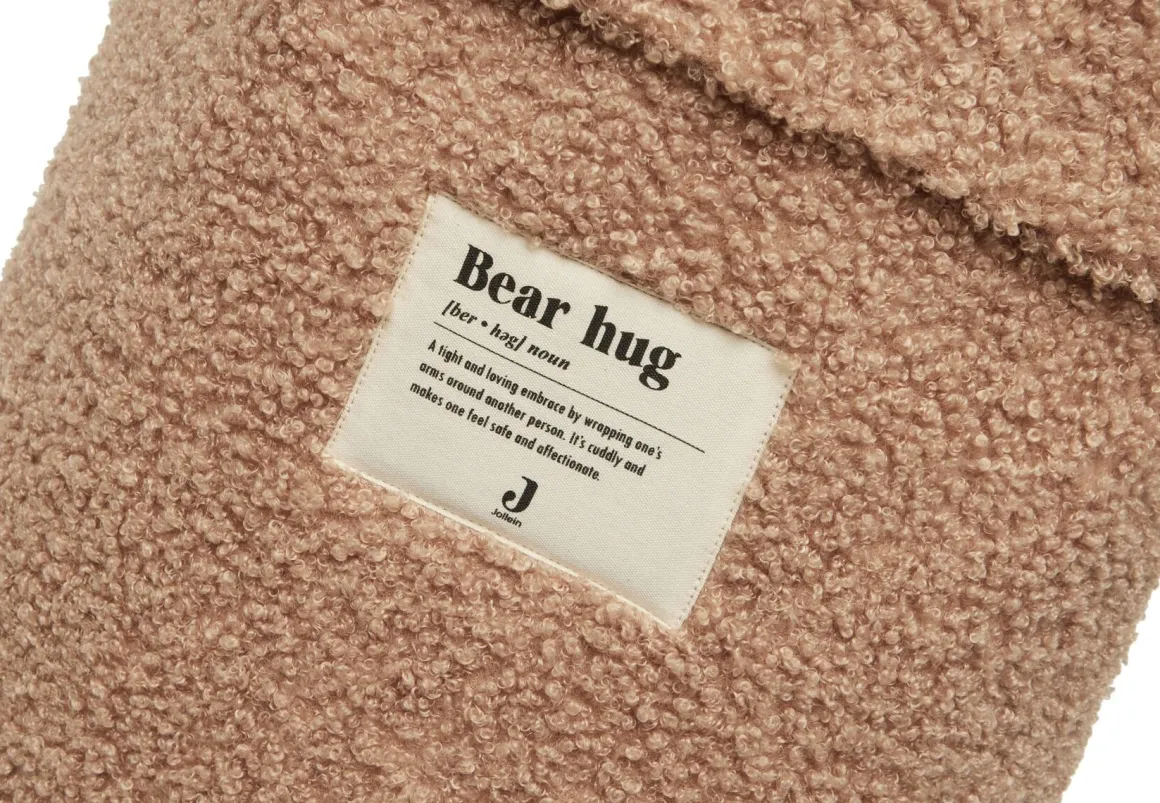 Bear hug
[ber • həg] noun
A tight and loving embrace by wrapping one's
arms around another person. It's cuddly and
makes one feel safe and affectionate.
J
Jollein